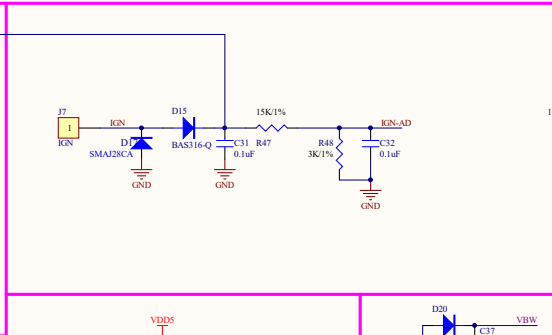 J7
1
IGN
IGN
SMAJ28CA
GND
D15
BAS316-Q
C31
0.1uF
GND
15K/1%
R47
R48
3K/1%
IGN-AD
C32
0.1uF
GND
1
VDD5
D20
C37
VBW